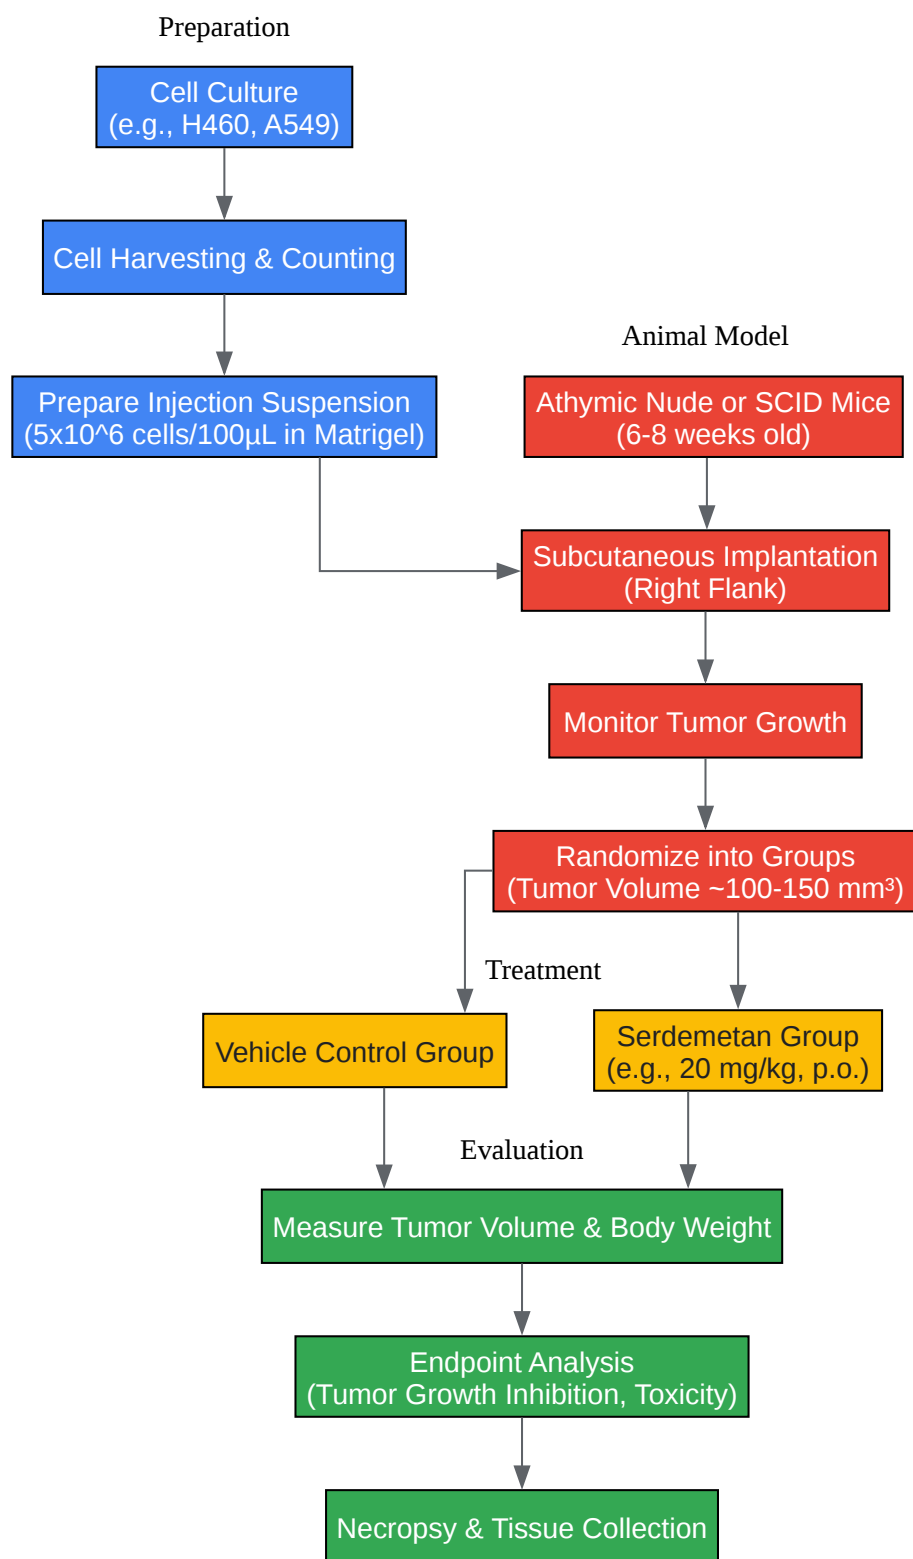 Preparation
Cell Culture
(e.g., H460, A549)
Cell Harvesting & Counting
Prepare Injection Suspension
(5x10^6 cells/100µL in Matrigel)
Animal Model
Athymic Nude or SCID Mice
(6-8 weeks old)
Subcutaneous Implantation
(Right Flank)
Monitor Tumor Growth
Randomize into Groups
(Tumor Volume ~100-150 mm³)
Treatment
Vehicle Control Group
Serdemetan Group
(e.g., 20 mg/kg, p.o.)
Evaluation
Measure Tumor Volume & Body Weight
Endpoint Analysis
(Tumor Growth Inhibition, Toxicity)
Necropsy & Tissue Collection